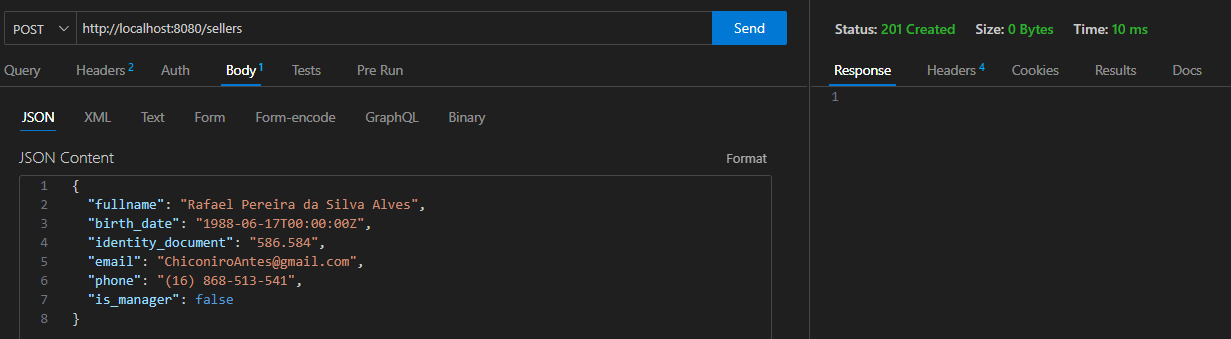 POST http://localhost:8080/sellers Send
Status: 201 Created Size: 0 Bytes Time: 10 ms
Query Headers 2 Auth Body 1 Tests Pre Run
Response Headers 4 Cookies Results Docs
1
JSON XML Text Form Form-encode GraphQL Binary
JSON Content Format
1 {
2 "fullname": "Rafael Pereira da Silva Alves",
3 "birth_date": "1988-06-17T00:00:00Z",
4 "identity_document": "586.584",
5 "email": "ChiconiroAntes@gmail.com",
6 "phone": "(16) 868-513-541",
7 "is_manager": false
8 }